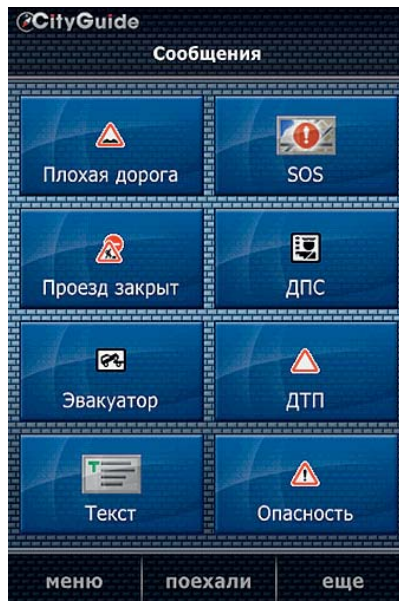 CityGuide
Сообщения
Плохая дорога
SOS
Проезд закрыт
ДПС
Эвакуатор
ДТП
Текст
Опасность
меню
поехали
еще